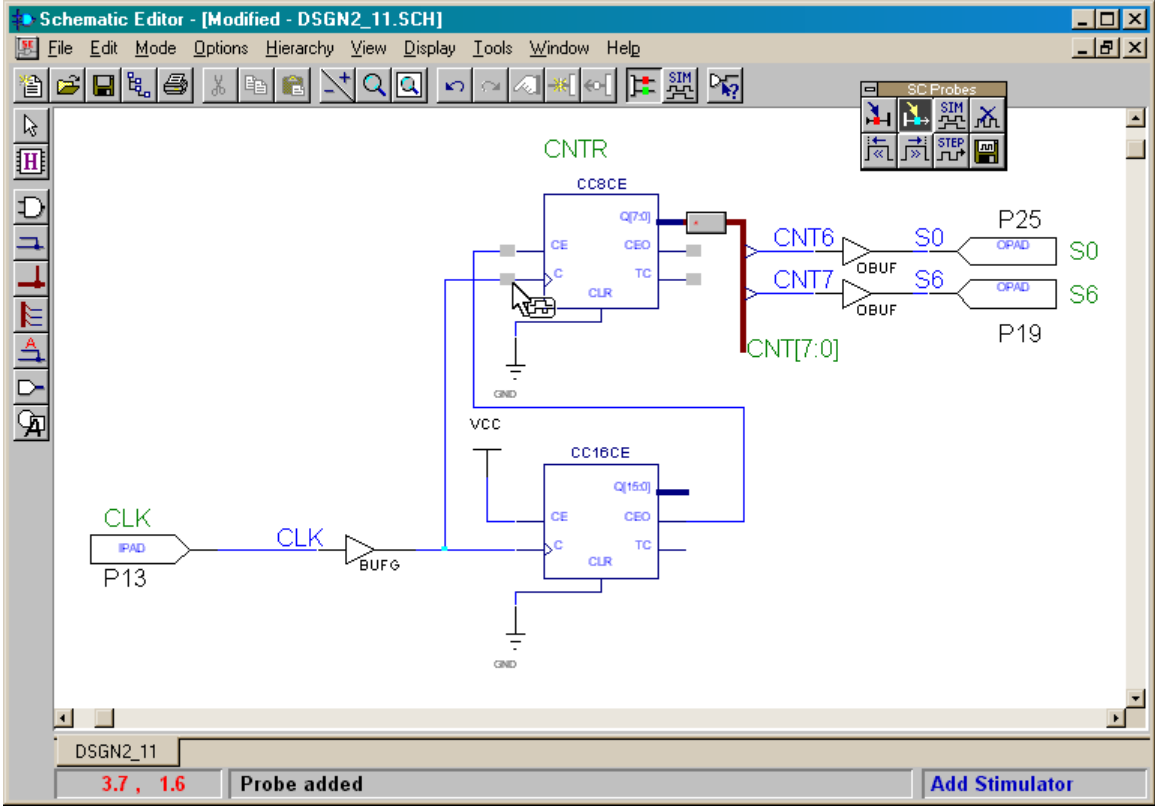 Schematic Editor - [Modified - DSGN2_11.SCH]
File Edit Mode Options Hierarchy View Display Tools Window Help
SIM
SC Probes
SIM
STEP
H
A
A
CNTR
CC8CE
Q[7:0]
CE CEO
C TC
CLR
GND
CNT6 OBUF S0 P25 OPAD S0
CNT7 OBUF S6 OPAD S6
P19
CNT[7:0]
VCC
CC16CE
Q[15:0]
CE CEO
C TC
CLR
GND
CLK
IPAD CLK BUFG
P13
DSGN2_11
3.7 , 1.6 Probe added Add Stimulator